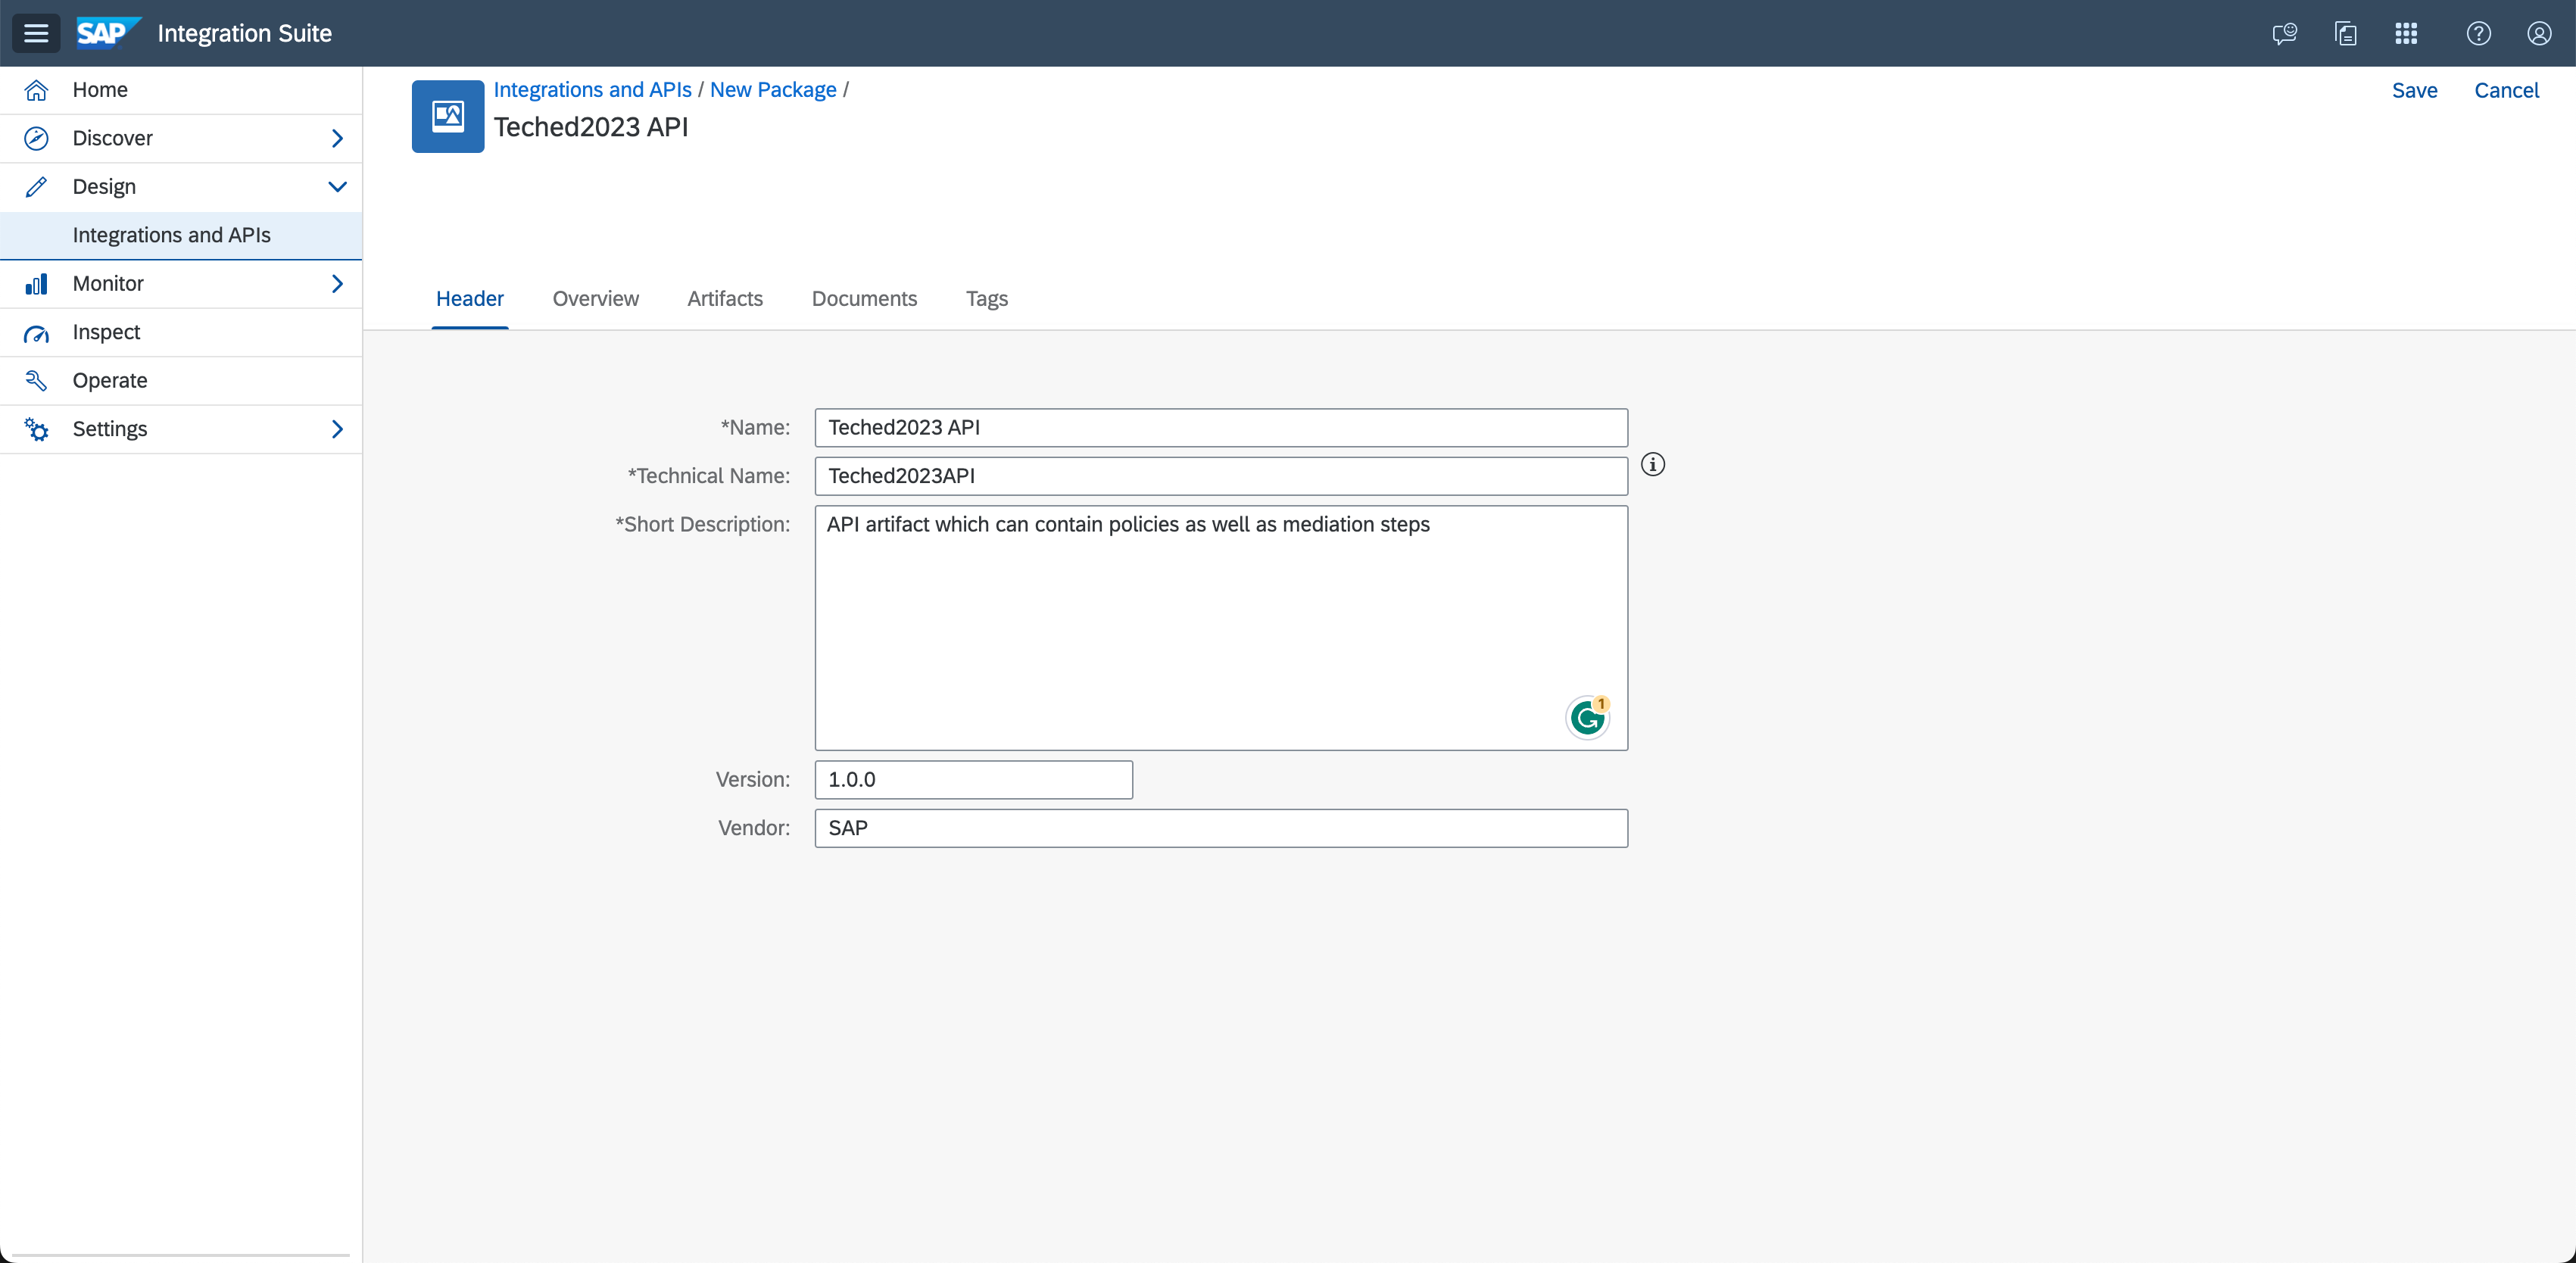 SAP Integration Suite
Home
Discover
Design
Integrations and APIs
Monitor
Inspect
Operate
Settings
Integrations and APIs / New Package /
Teched2023 API
Save Cancel
Header Overview Artifacts Documents Tags
*Name: Teched2023 API
*Technical Name: Teched2023API
*Short Description: API artifact which can contain policies as well as mediation steps
1
Version: 1.0.0
Vendor: SAP